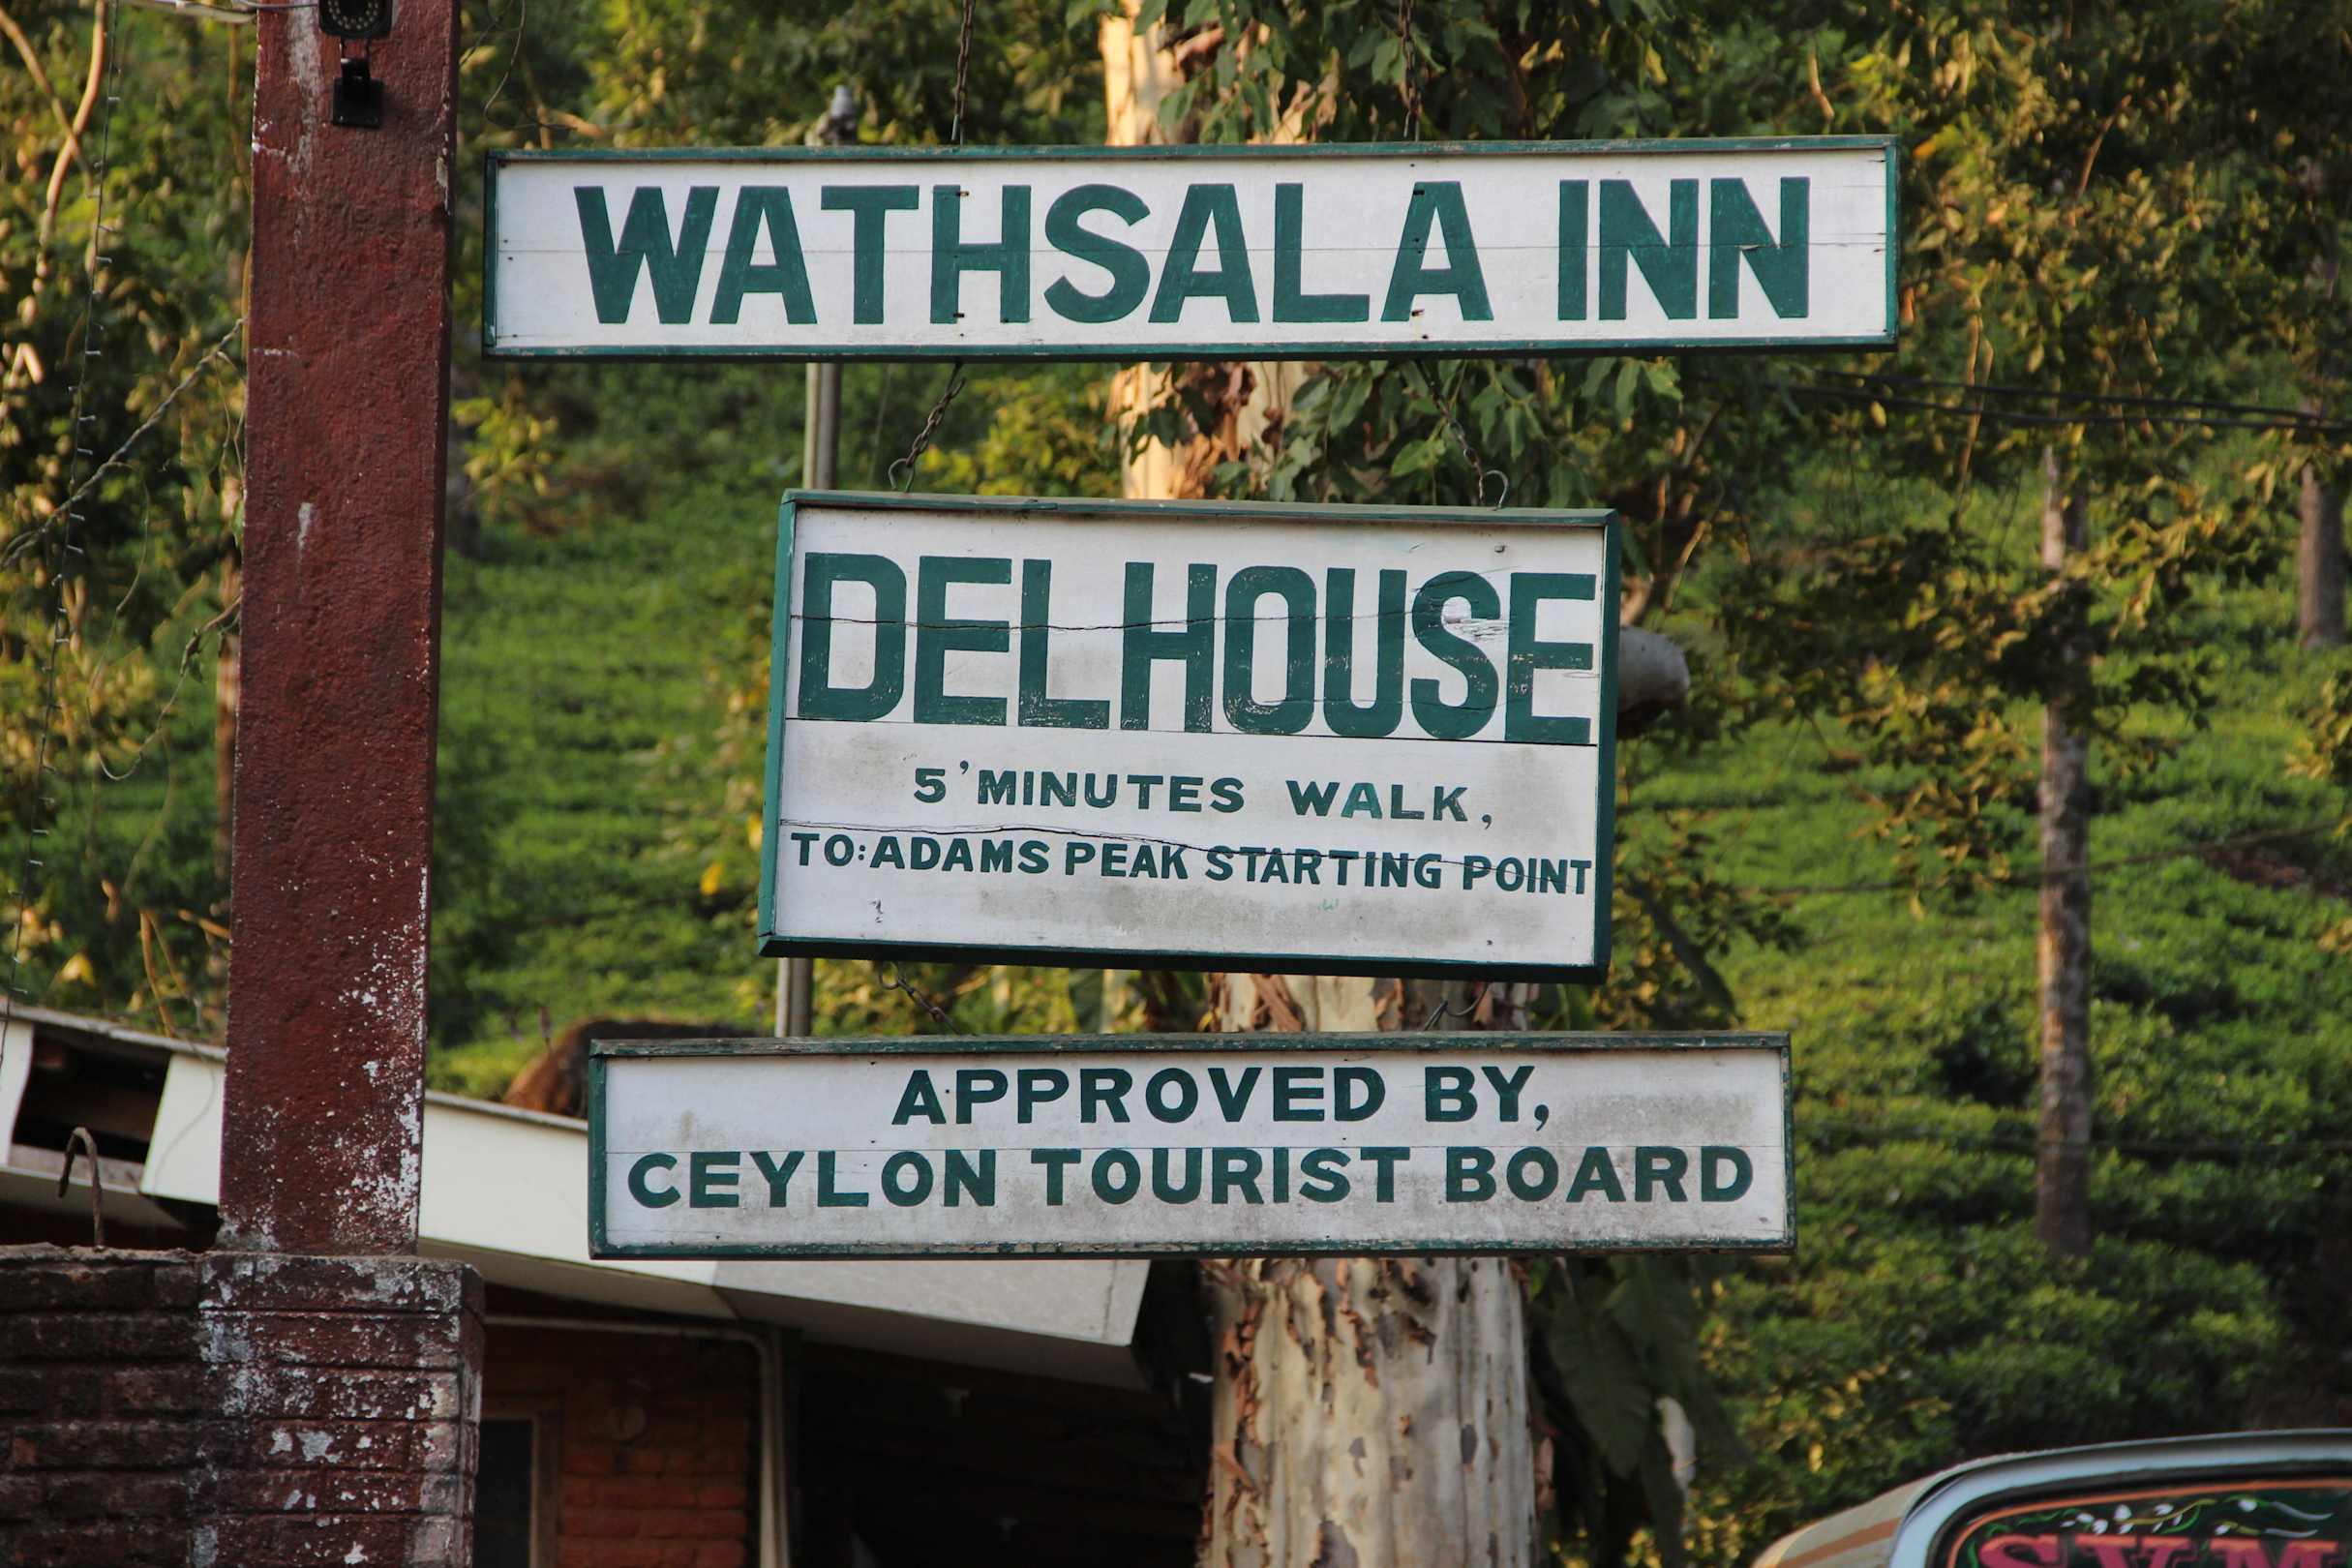 WATHSALA INN
DELHOUSE
5'MINUTES WALK,
TO:ADAMS PEAK STARTING POINT
APPROVED BY,
CEYLON TOURIST BOARD